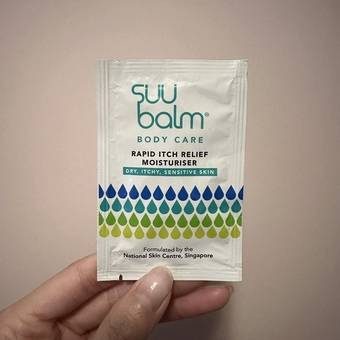 suu
balm®
BODY CARE
RAPID ITCH RELIEF
MOISTURISER
DRY, ITCHY, SENSITIVE SKIN
Formulated by the
National Skin Centre, Singapore